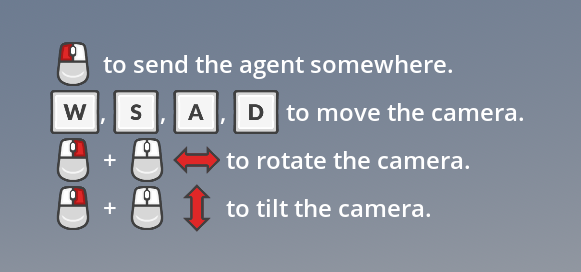 to send the agent somewhere.
W, S, A, D to move the camera.
+ to rotate the camera.
+ to tilt the camera.